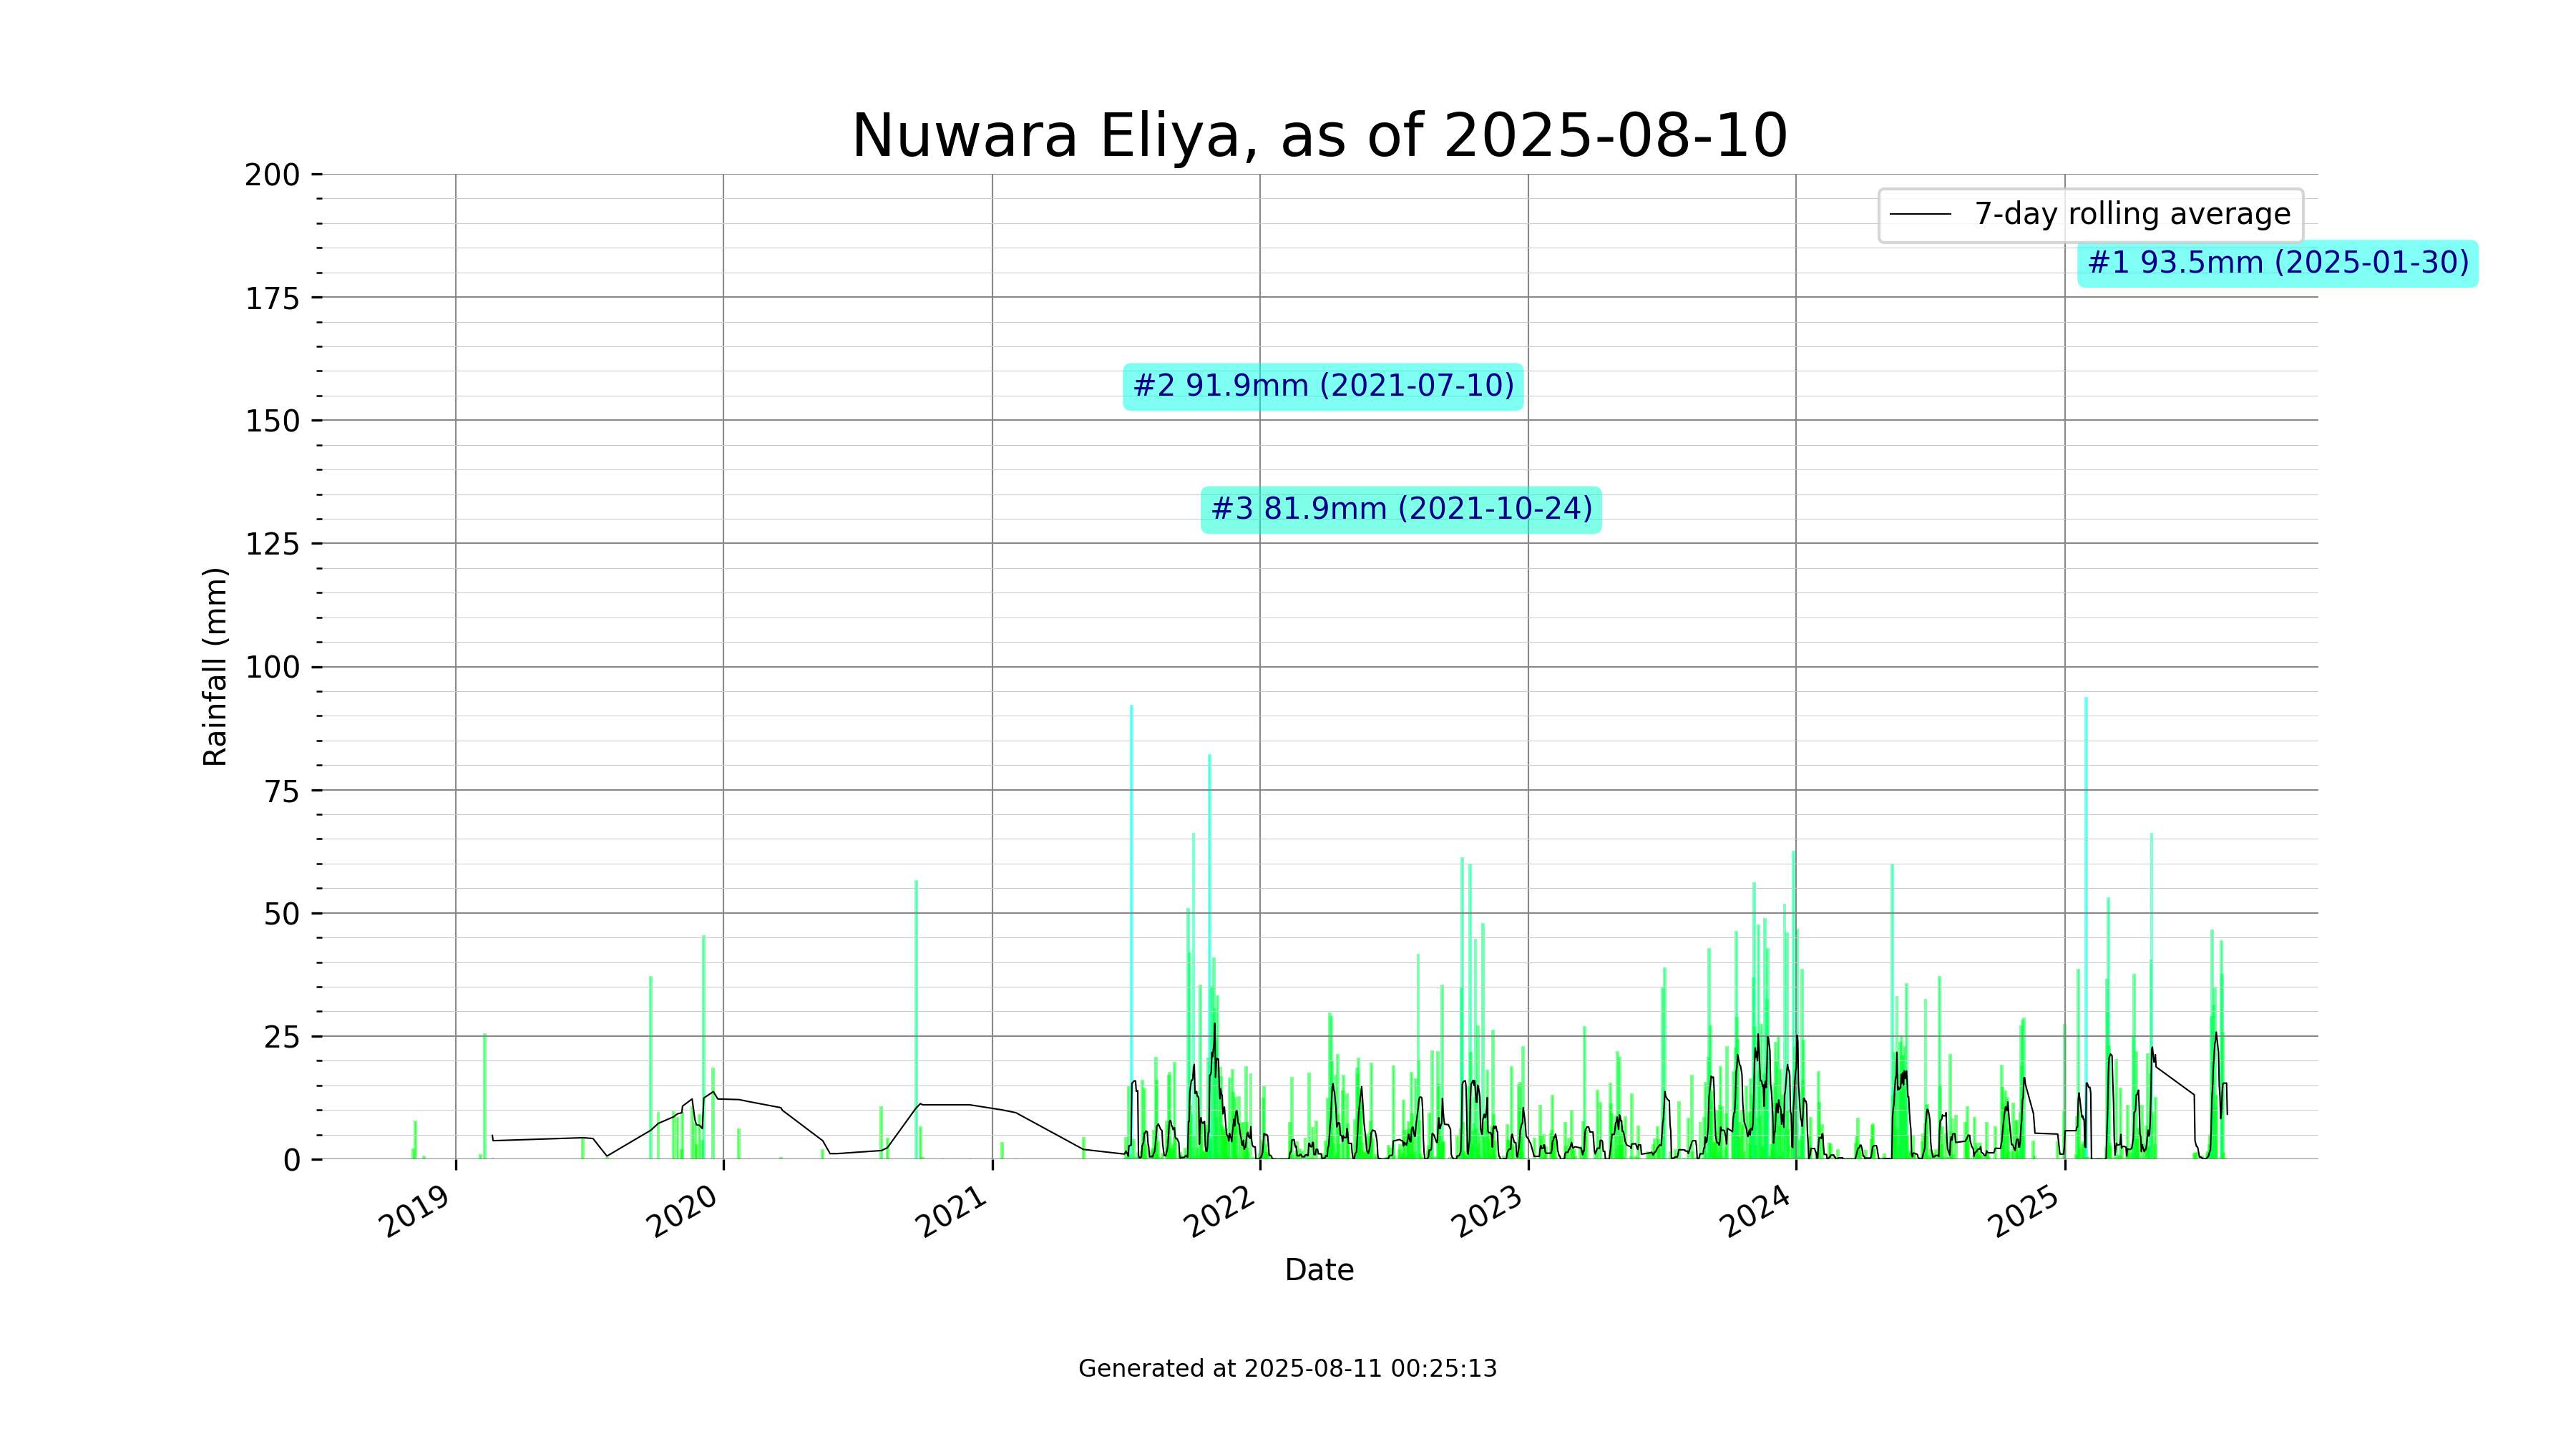 Nuwara Eliya, as of 2025-08-10
200
175
150
125
100
75
50
25
0
Rainfall (mm)
7-day rolling average
#1 93.5mm (2025-01-30)
#2 91.9mm (2021-07-10)
#3 81.9mm (2021-10-24)
2019
2020
2021
2022
2023
2024
2025
Date
Generated at 2025-08-11 00:25:13